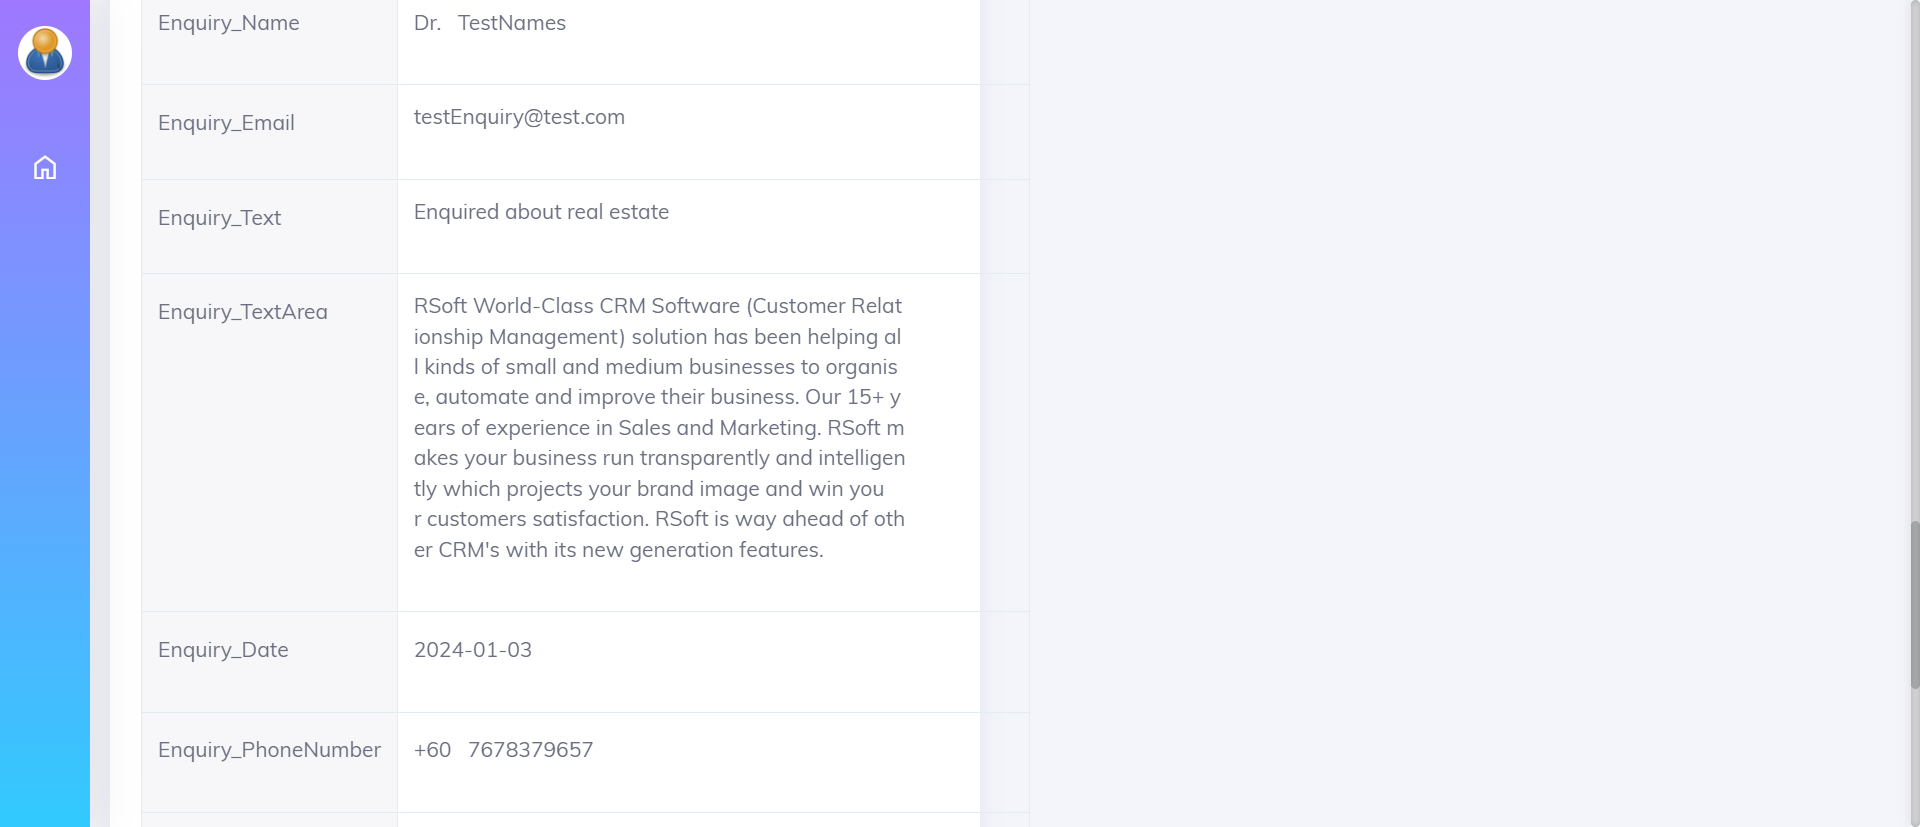 Enquiry_Name
Dr. TestNames
Enquiry_Email
testEnquiry@test.com
Enquiry_Text
Enquired about real estate
Enquiry_TextArea
RSoft World-Class CRM Software (Customer Relat
ionship Management) solution has been helping al
l kinds of small and medium businesses to organis
e, automate and improve their business. Our 15+ y
ears of experience in Sales and Marketing. RSoft m
akes your business run transparently and intelligen
tly which projects your brand image and win you
r customers satisfaction. RSoft is way ahead of oth
er CRM's with its new generation features.
Enquiry_Date
2024-01-03
Enquiry_PhoneNumber
+60 7678379657